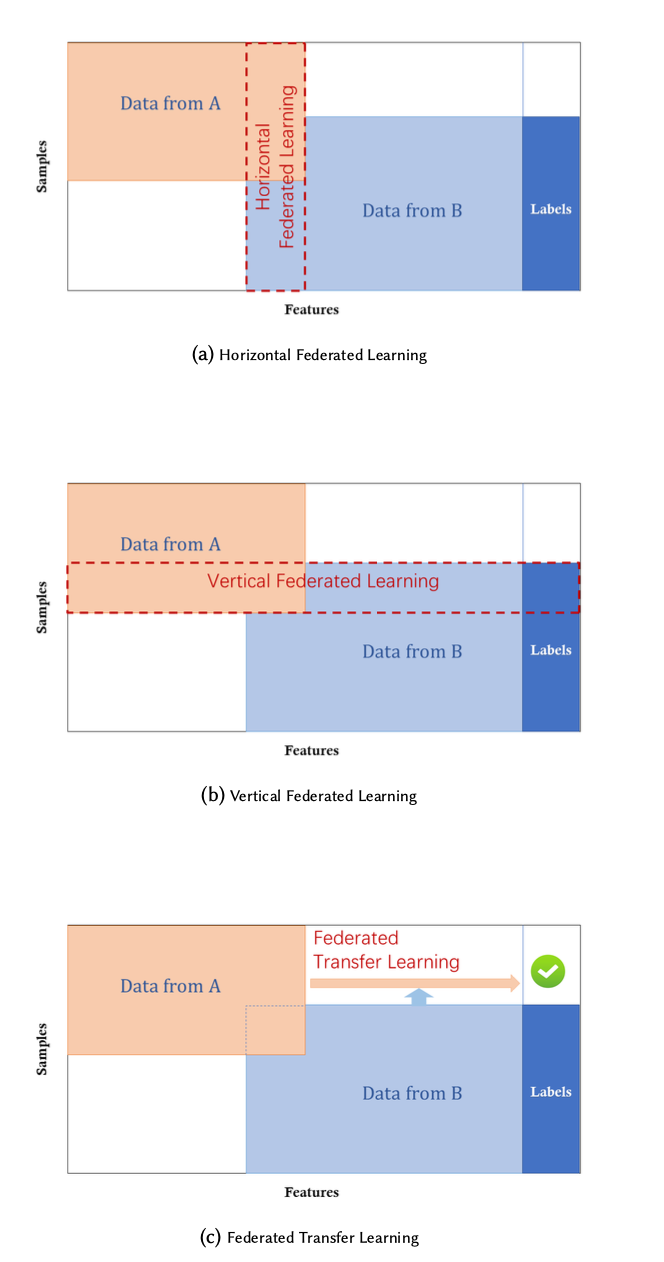 Data from A
Horizontal
Federated Learning
Data from B
Labels
Samples
Features
(a) Horizontal Federated Learning
Data from A
Vertical Federated Learning
Data from B
Labels
Samples
Features
(b) Vertical Federated Learning
Federated
Transfer Learning
Data from A
Data from B
Labels
Samples
Features
(c) Federated Transfer Learning